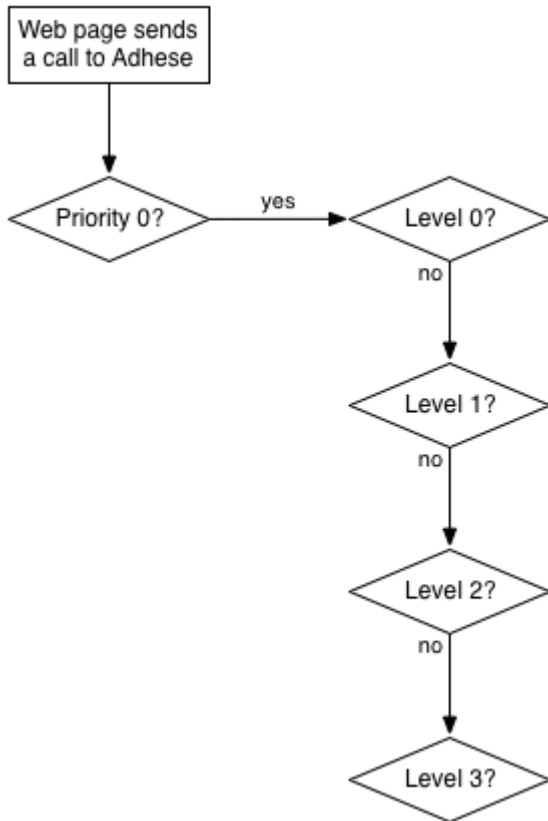 Web page sends
a call to Adhese
Priority 0?
yes
Level 0?
no
Level 1?
no
Level 2?
no
Level 3?